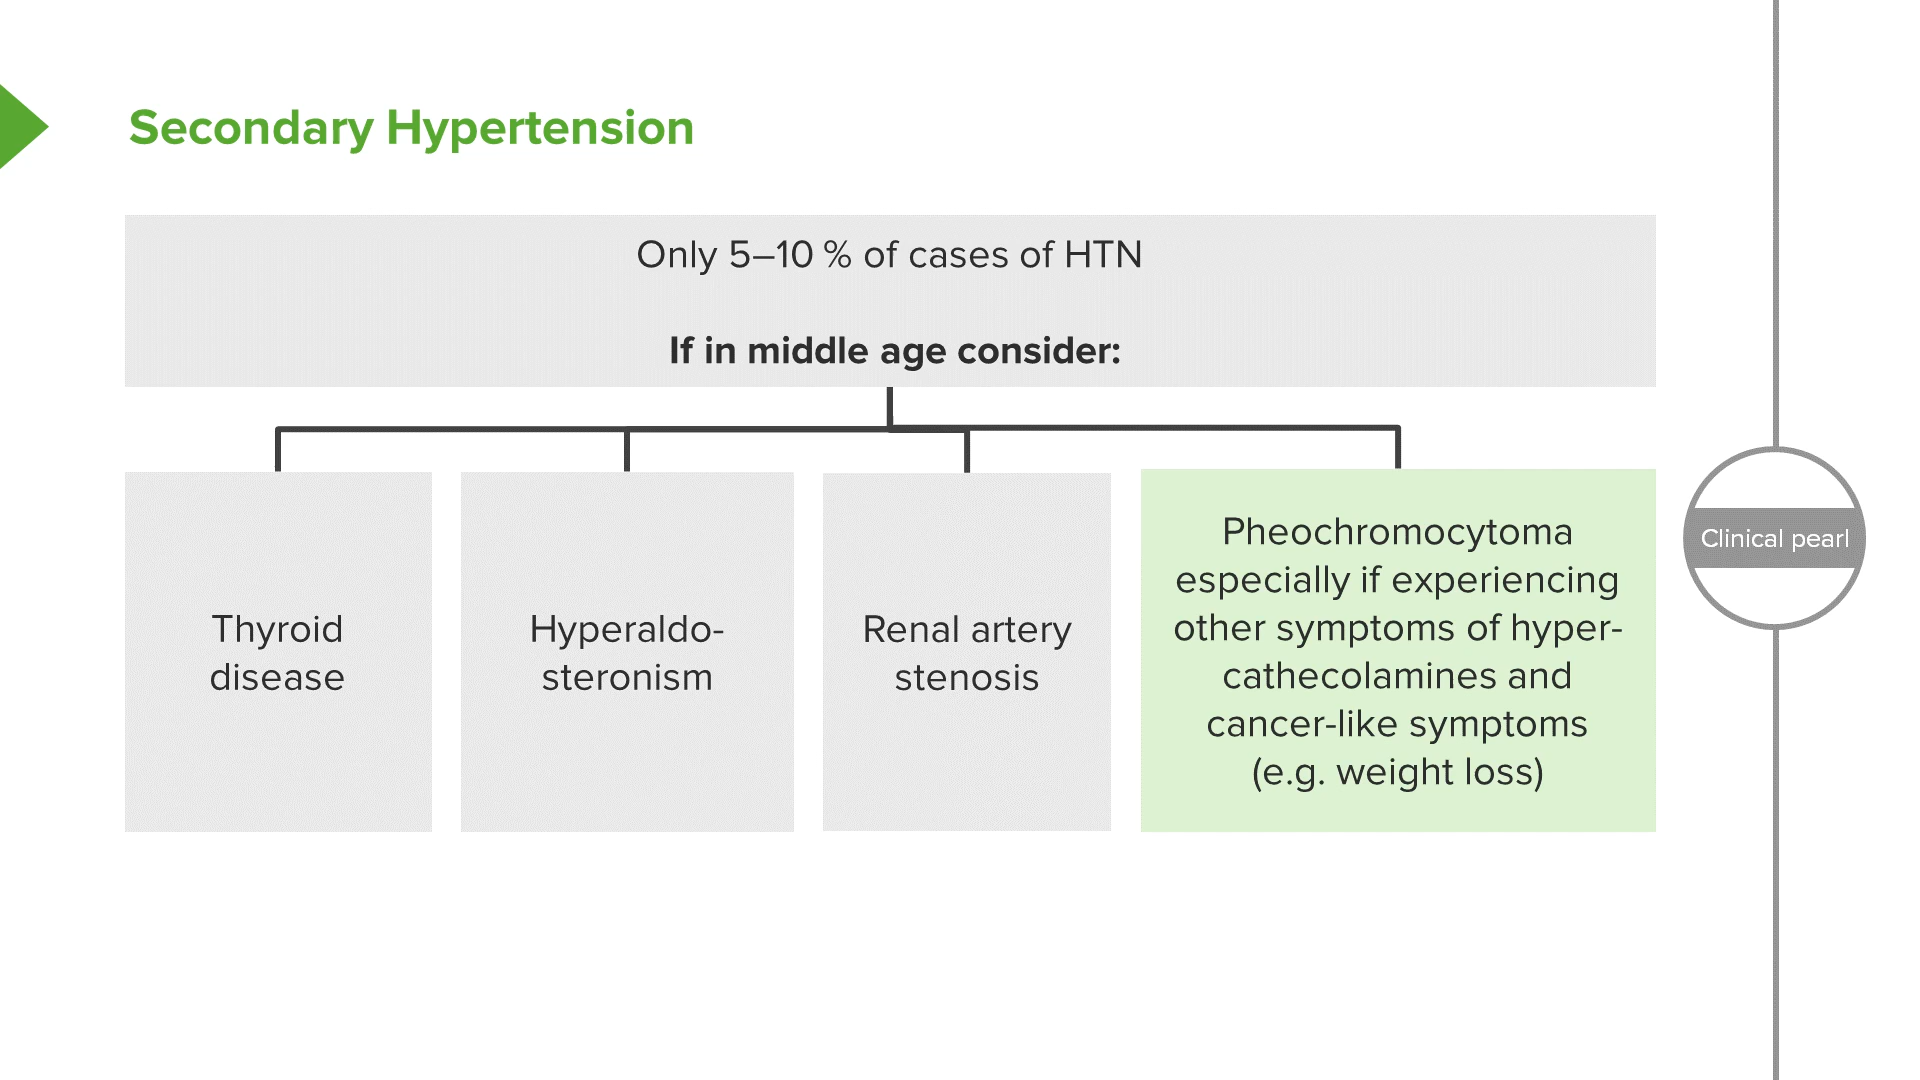 Secondary Hypertension
Only 5–10 % of cases of HTN
If in middle age consider:
Thyroid
disease
Hyperaldo-
steronism
Renal artery
stenosis
Pheochromocytoma
especially if experiencing
other symptoms of hyper-
cathecolamines and
cancer-like symptoms
(e.g. weight loss)
Clinical pearl